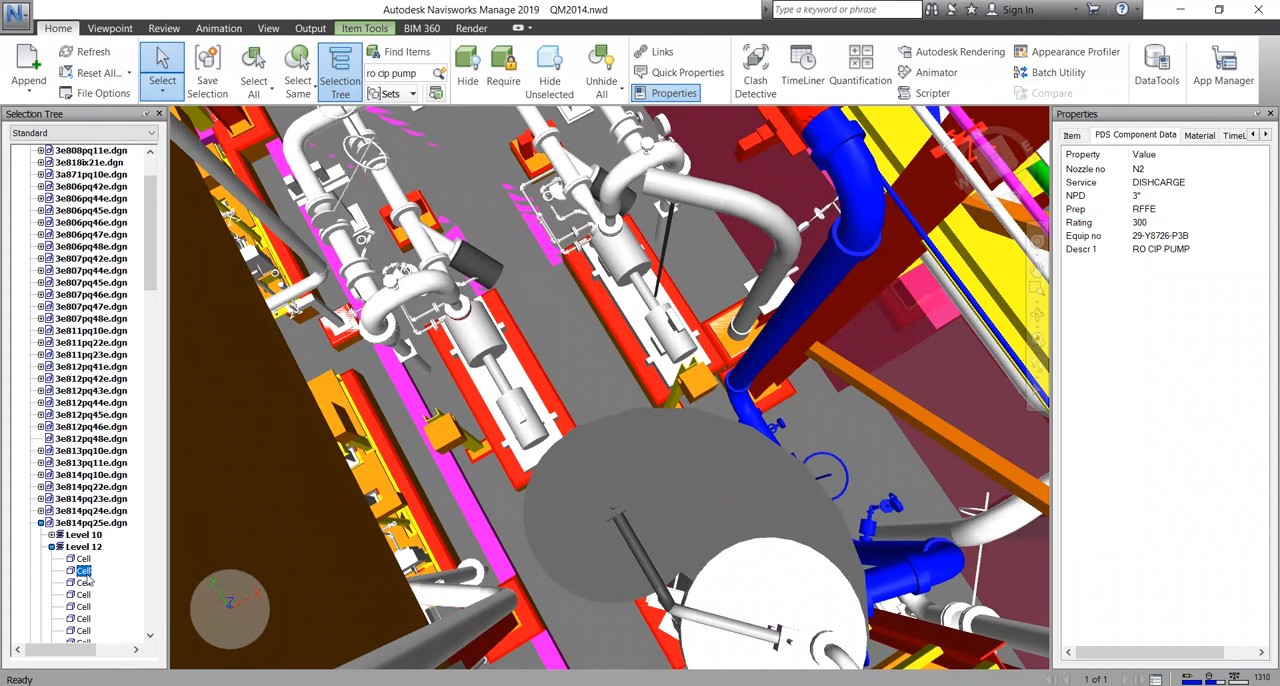 Autodesk Navisworks Manage 2019 QM2014.nwd
Type a keyword or phrase
Sign In
Home Viewpoint Review Animation View Output Item Tools BIM 360 Render
Append
Refresh
Reset All...
File Options
Select
Save Selection
Select All
Select Same
Selection Tree
Find Items
ro cip pump
Sets
Hide
Require
Hide Unselected
Unhide All
Links
Quick Properties
Properties
Clash Detective
TimeLiner
Quantification
Autodesk Rendering
Animator
Scripter
Appearance Profiler
Batch Utility
Compare
DataTools
App Manager
Selection Tree
Standard
3e808pq11e.dgn
3e818lx21e.dgn
3a871pq10e.dgn
3e806pq42e.dgn
3e806pq44e.dgn
3e806pq45e.dgn
3e806pq46e.dgn
3e806pq47e.dgn
3e806pq48e.dgn
3e807pq42e.dgn
3e807pq44e.dgn
3e807pq45e.dgn
3e807pq46e.dgn
3e807pq47e.dgn
3e807pq48e.dgn
3e811pq10e.dgn
3e811pq22e.dgn
3e811pq23e.dgn
3e812pq41e.dgn
3e812pq42e.dgn
3e812pq43e.dgn
3e812pq44e.dgn
3e812pq45e.dgn
3e812pq46e.dgn
3e812pq48e.dgn
3e813pq10e.dgn
3e813pq11e.dgn
3e814pq10e.dgn
3e814pq22e.dgn
3e814pq23e.dgn
3e814pq24e.dgn
3e814pq25e.dgn
Level 10
Level 12
Cell
Cell
Cell
Cell
Cell
Cell
Cell
Z
X
Properties
Item PDS Component Data Material TimeL
Property Value
Nozzle no N2
Service DISHCARGE
NPD 3"
Prep RFFE
Rating 300
Equip no 29-Y8726-P3B
Descr 1 RO CIP PUMP
Ready
1 of 1
1310